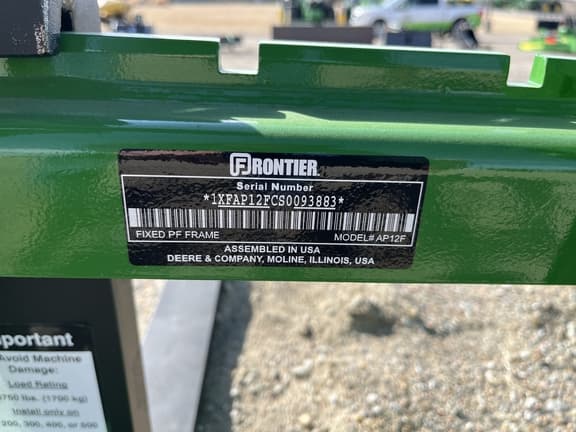 FRONTIER
Serial Number
*1XFAP12FCS0093883*
FIXED PF FRAME MODEL# AP12F
ASSEMBLED IN USA
DEERE & COMPANY, MOLINE, ILLINOIS, USA
portant
Avoid Machine
Damage:
Load Rating
3750 lbs. (1700 kg)
Install only on
200, 300, 400, or 500